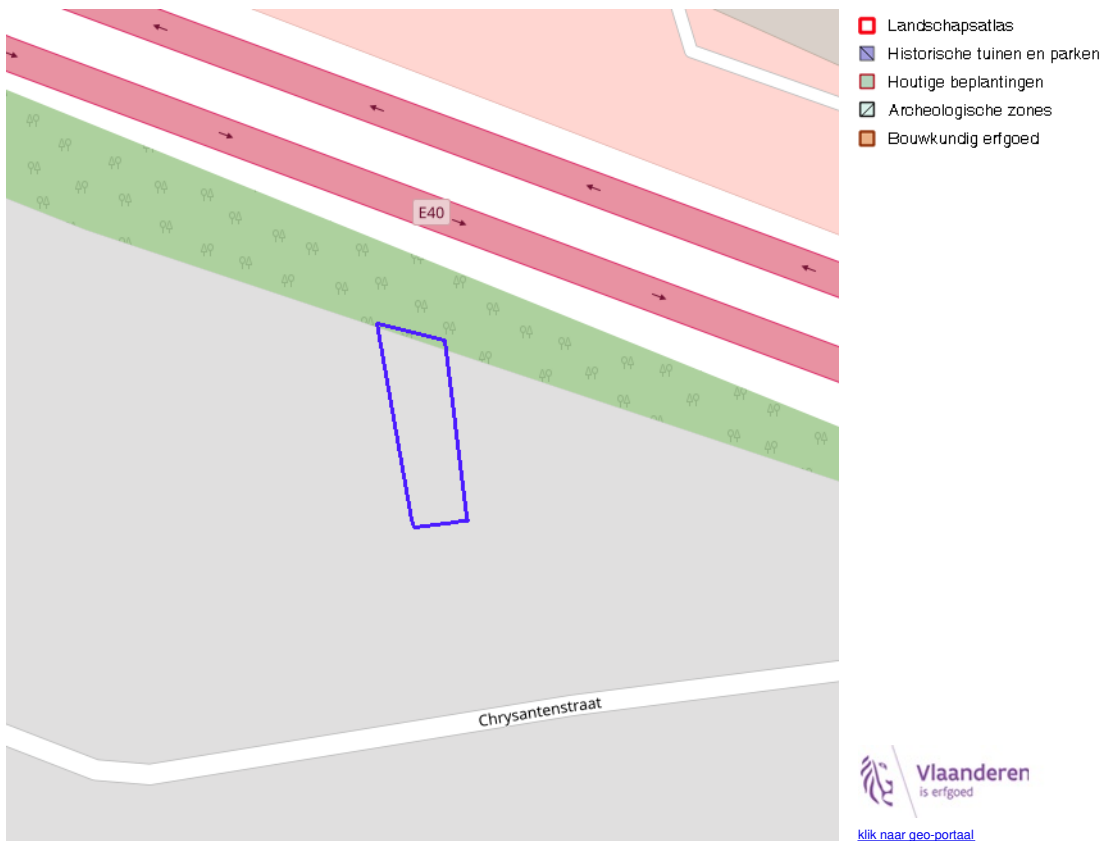 Landschapsatlas
Historische tuinen en parken
Houtige beplantingen
Archeologische zones
Bouwkundig erfgoed
E40
Chrysantenstraat
Vlaanderen
is erfgoed
klik naar geo-portaal